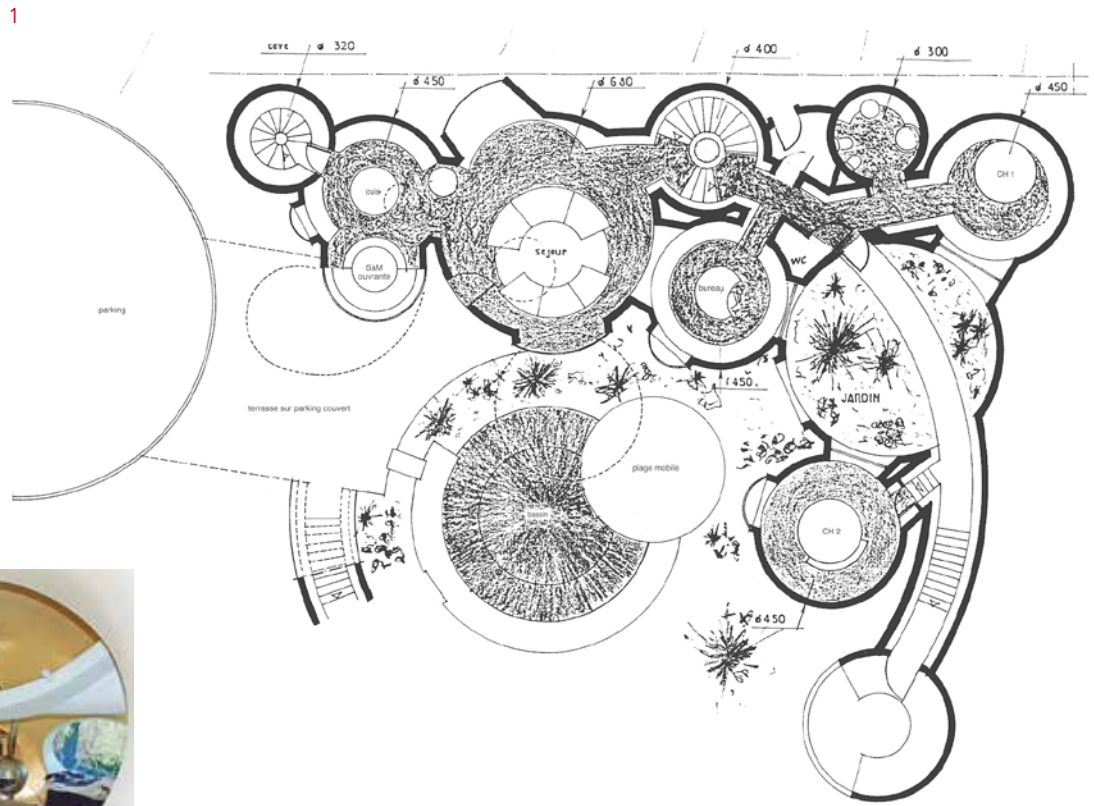 1
cave ø 320
ø 450
ø 680
ø 400
ø 300
ø 450
cuis
SàM
ouvrante
séjour
bureau
WC
CH 1
parking
terrasse sur parking couvert
ø 450
JARDIN
plage mobile
bassin
CH 2
ø 450